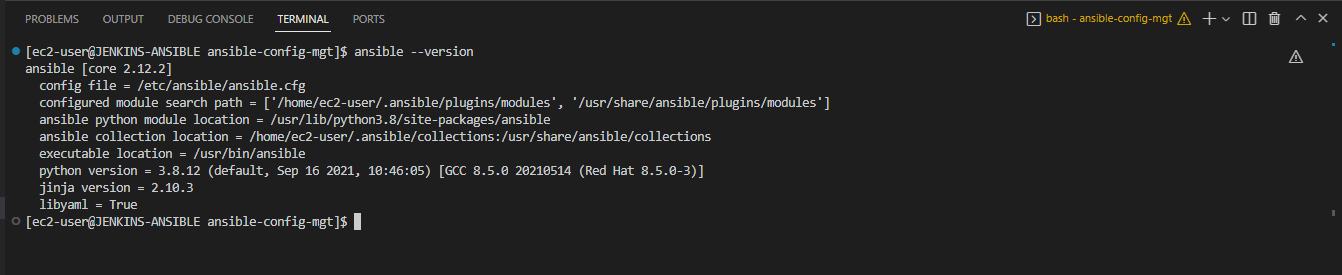 PROBLEMS OUTPUT DEBUG CONSOLE TERMINAL PORTS bash - ansible-config-mgt
[ec2-user@JENKINS-ANSIBLE ansible-config-mgt]$ ansible --version
ansible [core 2.12.2]
  config file = /etc/ansible/ansible.cfg
  configured module search path = ['/home/ec2-user/.ansible/plugins/modules', '/usr/share/ansible/plugins/modules']
  ansible python module location = /usr/lib/python3.8/site-packages/ansible
  ansible collection location = /home/ec2-user/.ansible/collections:/usr/share/ansible/collections
  executable location = /usr/bin/ansible
  python version = 3.8.12 (default, Sep 16 2021, 10:46:05) [GCC 8.5.0 20210514 (Red Hat 8.5.0-3)]
  jinja version = 2.10.3
  libyaml = True
[ec2-user@JENKINS-ANSIBLE ansible-config-mgt]$